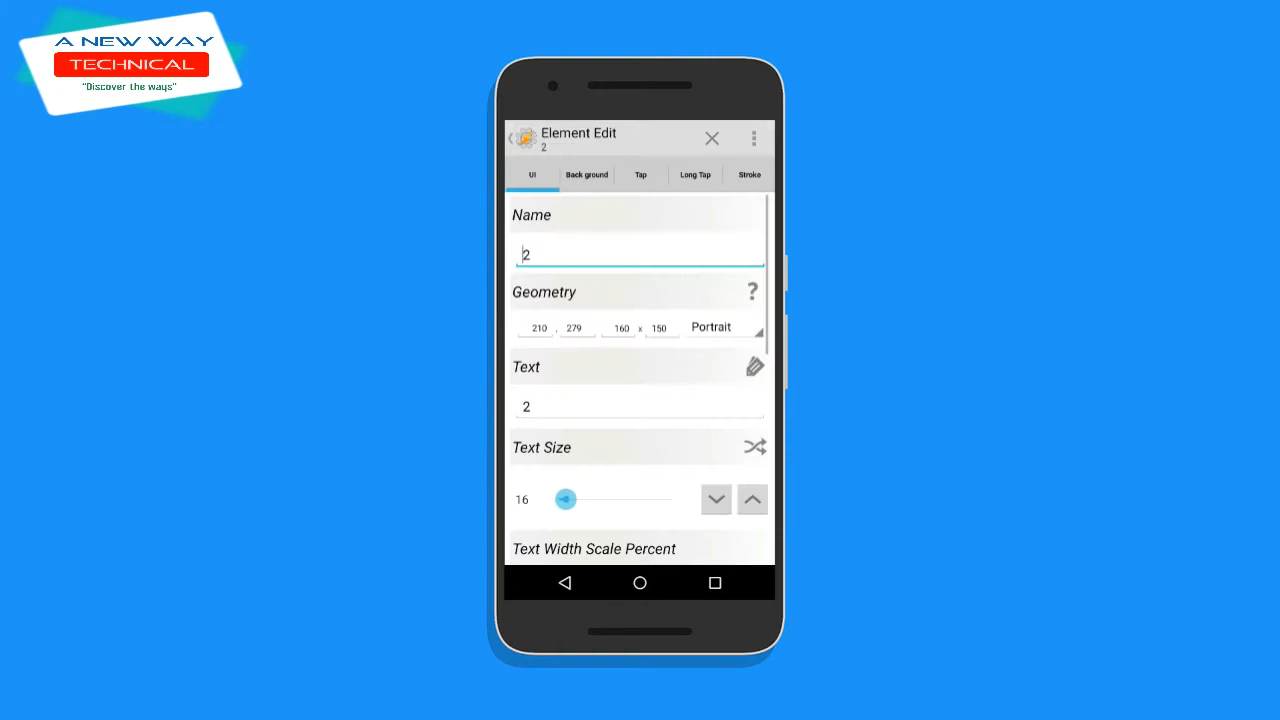 A NEW WAY
TECHNICAL
"Discover the ways"
Element Edit
2
UI Back ground Tap Long Tap Stroke
Name
2
Geometry ?
210 , 279 160 x 150 Portrait
Text
2
Text Size
16
Text Width Scale Percent